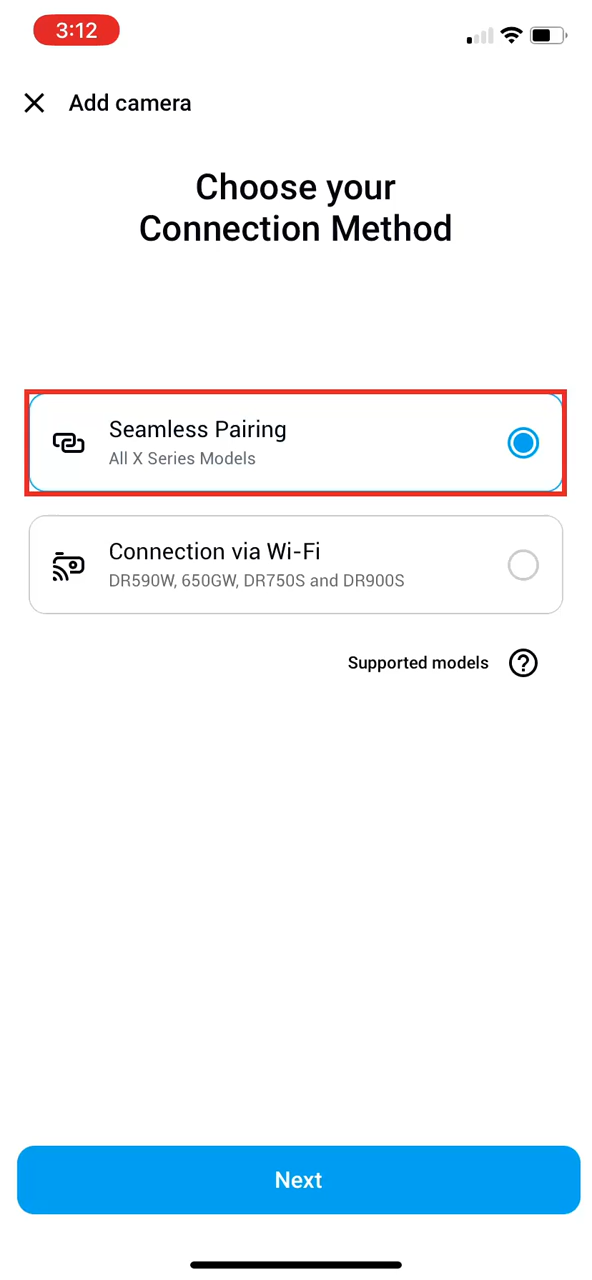 3:12
Add camera
Choose your
Connection Method
Seamless Pairing
All X Series Models
Connection via Wi-Fi
DR590W, 650GW, DR750S and DR900S
Supported models
Next